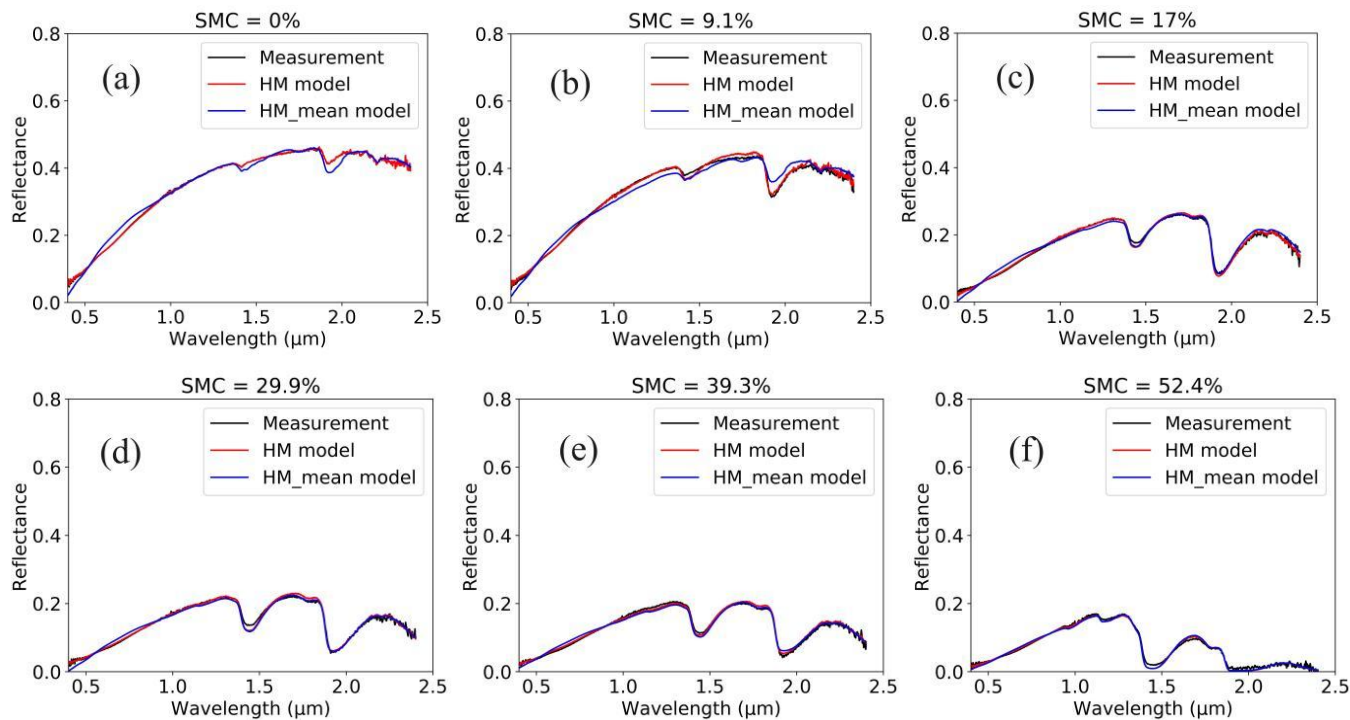 SMC = 0%
0.8
0.6
0.4
0.2
0.0
Reflectance
(a)
Measurement
HM model
HM_mean model
0.5 1.0 1.5 2.0 2.5
Wavelength (μm)
SMC = 9.1%
0.8
0.6
0.4
0.2
0.0
Reflectance
(b)
Measurement
HM model
HM_mean model
0.5 1.0 1.5 2.0 2.5
Wavelength (μm)
SMC = 17%
0.8
0.6
0.4
0.2
0.0
Reflectance
(c)
Measurement
HM model
HM_mean model
0.5 1.0 1.5 2.0 2.5
Wavelength (μm)
SMC = 29.9%
0.8
0.6
0.4
0.2
0.0
Reflectance
(d)
Measurement
HM model
HM_mean model
0.5 1.0 1.5 2.0 2.5
Wavelength (μm)
SMC = 39.3%
0.8
0.6
0.4
0.2
0.0
Reflectance
(e)
Measurement
HM model
HM_mean model
0.5 1.0 1.5 2.0 2.5
Wavelength (μm)
SMC = 52.4%
0.8
0.6
0.4
0.2
0.0
Reflectance
(f)
Measurement
HM model
HM_mean model
0.5 1.0 1.5 2.0 2.5
Wavelength (μm)